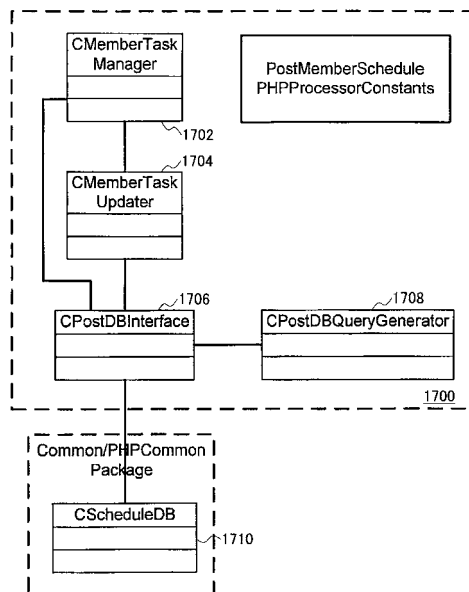 CMemberTask
Manager
PostMemberSchedule
PHPProcessorConstants
1702
1704
CMemberTask
Updater
1706
CPostDBInterface
1708
CPostDBQueryGenerator
1700
Common/PHPCommon
Package
CScheduleDB
1710